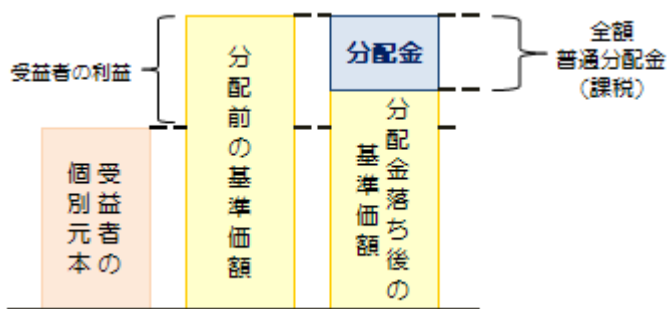 全額
普通分配金
(課税)
分配金
受益者の利益
分配前の基準価額
分配金落ち後の
基準価額
受益者の
個別元本